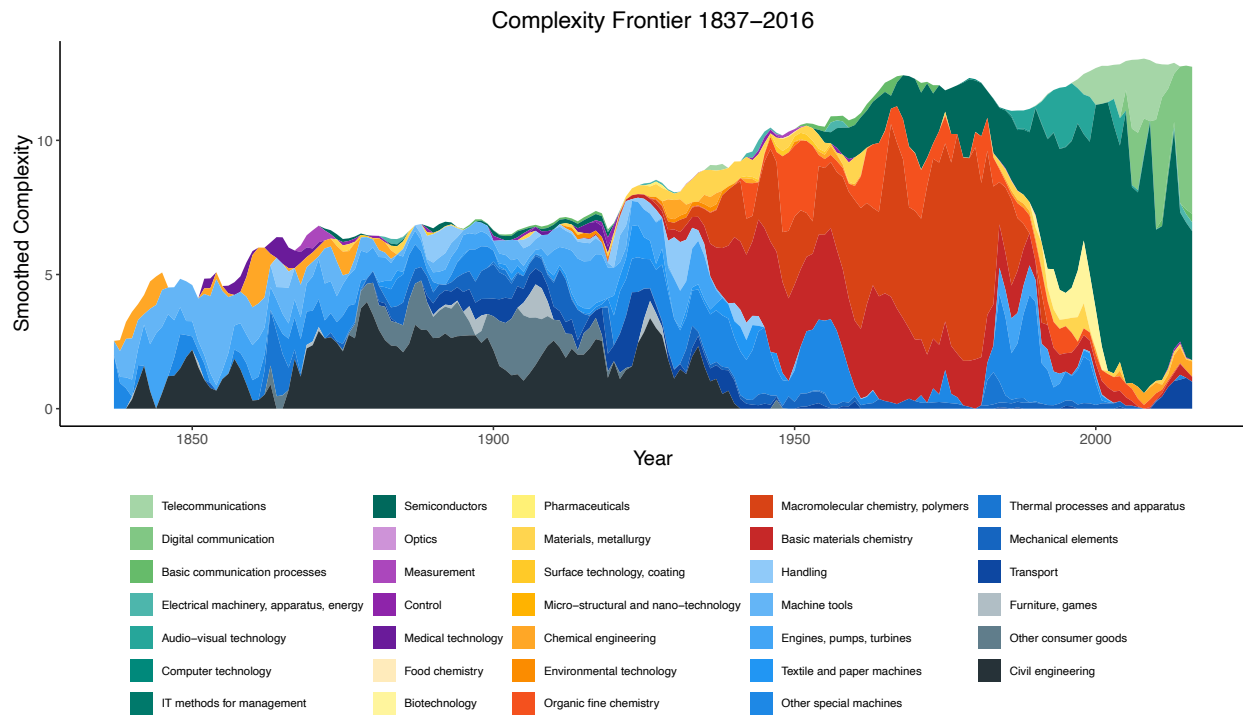 Complexity Frontier 1837−2016
Smoothed Complexity
10
5
0
1850
1900
1950
2000
Year
Telecommunications
Digital communication
Basic communication processes
Electrical machinery, apparatus, energy
Audio−visual technology
Computer technology
IT methods for management
Semiconductors
Optics
Measurement
Control
Medical technology
Food chemistry
Biotechnology
Pharmaceuticals
Materials, metallurgy
Surface technology, coating
Micro−structural and nano−technology
Chemical engineering
Environmental technology
Organic fine chemistry
Macromolecular chemistry, polymers
Basic materials chemistry
Handling
Machine tools
Engines, pumps, turbines
Textile and paper machines
Other special machines
Thermal processes and apparatus
Mechanical elements
Transport
Furniture, games
Other consumer goods
Civil engineering